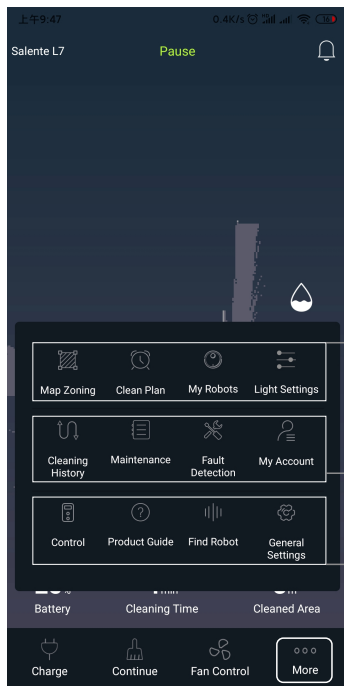 上午9:47
0.4K/s
16
Salente L7
Pause
Map Zoning
Clean Plan
My Robots
Light Settings
Cleaning
History
Maintenance
Fault
Detection
My Account
Control
Product Guide
Find Robot
General
Settings
Battery
Cleaning Time
Cleaned Area
Charge
Continue
Fan Control
More